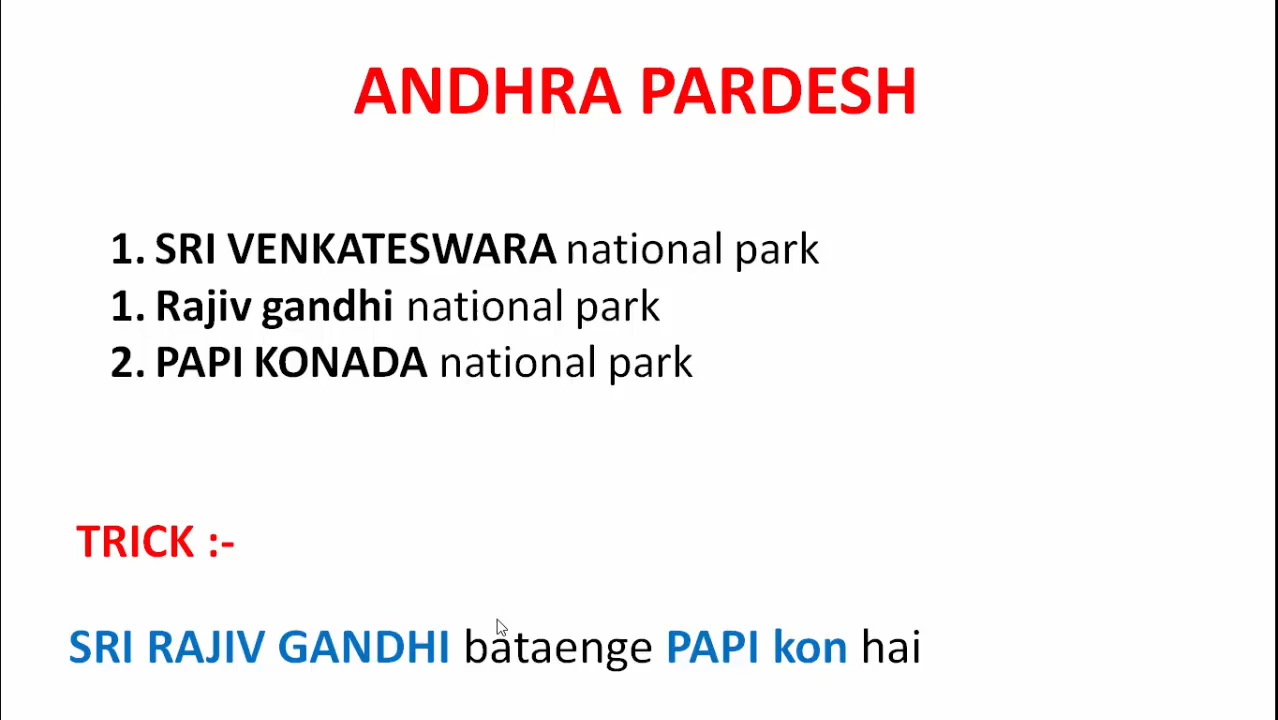 ANDHRA PARDESH
1. SRI VENKATESWARA national park
1. Rajiv gandhi national park
2. PAPI KONADA national park
TRICK :-
SRI RAJIV GANDHI bataenge PAPI kon hai